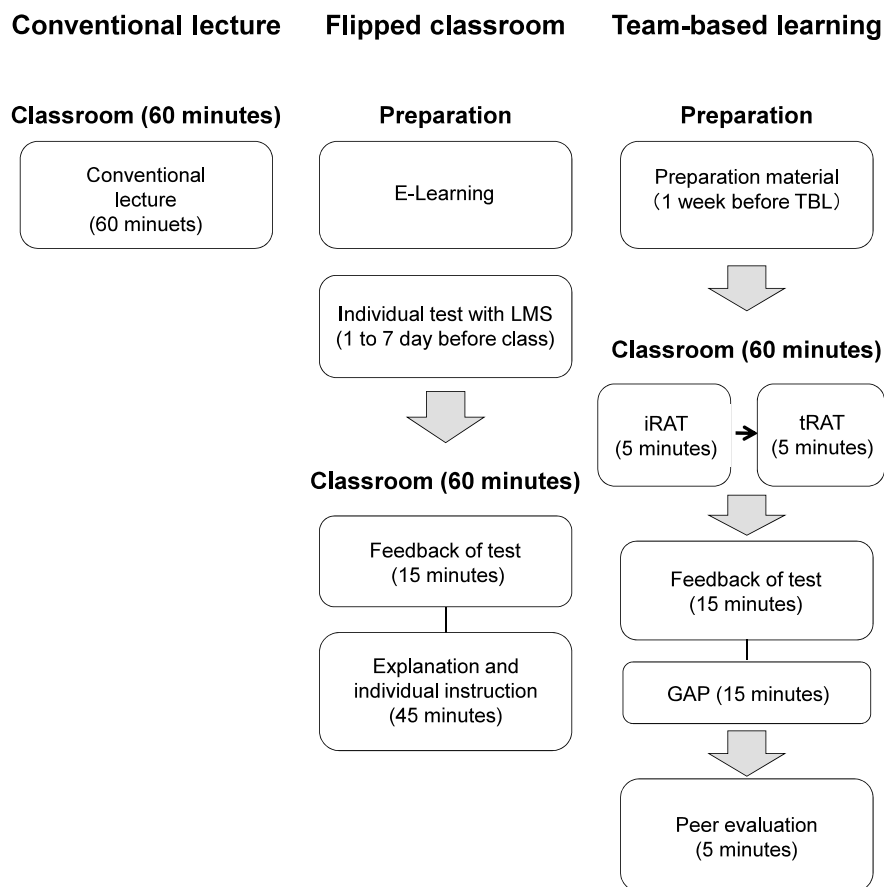 Conventional lecture
Classroom (60 minutes)
Conventional
lecture
(60 minuets)
Flipped classroom
Preparation
E-Learning
Individual test with LMS
(1 to 7 day before class)
Classroom (60 minutes)
Feedback of test
(15 minutes)
Explanation and
individual instruction
(45 minutes)
Team-based learning
Preparation
Preparation material
（1 week before TBL）
Classroom (60 minutes)
iRAT
(5 minutes)
tRAT
(5 minutes)
Feedback of test
(15 minutes)
GAP (15 minutes)
Peer evaluation
(5 minutes)